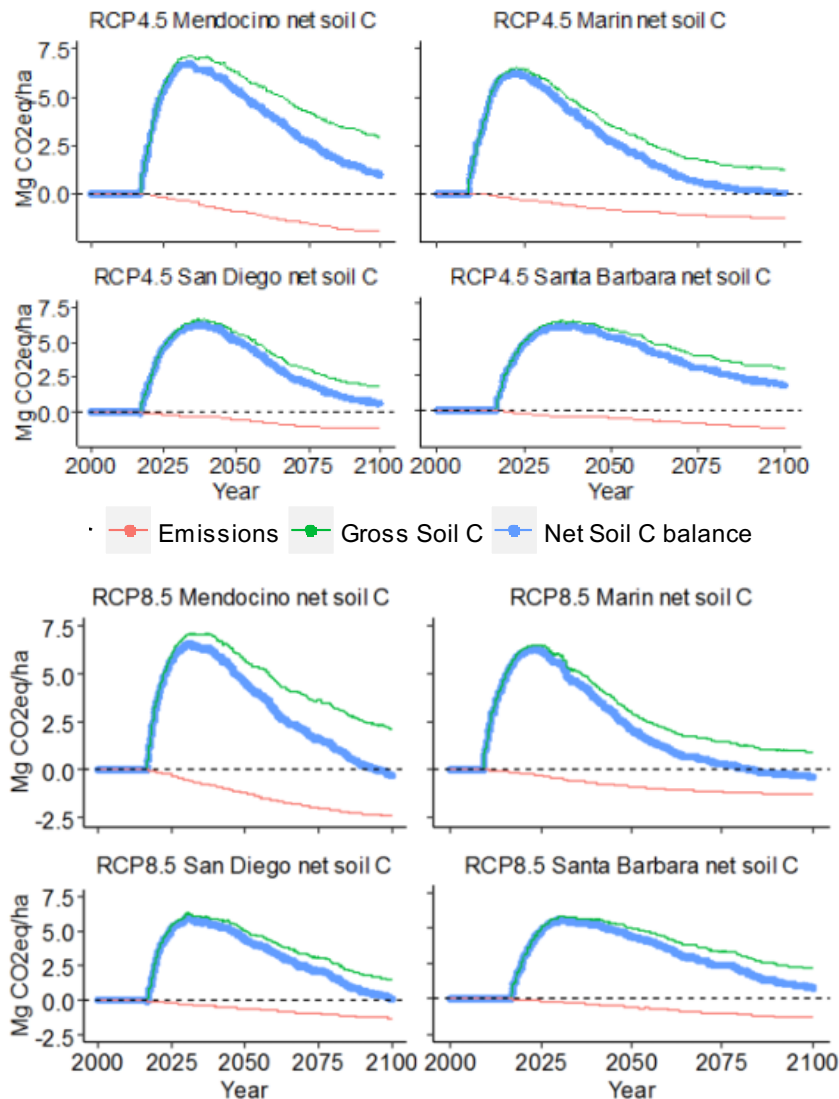 RCP4.5 Mendocino net soil C
RCP4.5 Marin net soil C
Mg CO2eq/ha
7.5
5.0
2.5
0.0
RCP4.5 San Diego net soil C
RCP4.5 Santa Barbara net soil C
Mg CO2eq/ha
7.5
5.0
2.5
0.0
2000 2025 2050 2075 2100
2000 2025 2050 2075 2100
Year
Year
Emissions Gross Soil C Net Soil C balance
RCP8.5 Mendocino net soil C
RCP8.5 Marin net soil C
Mg CO2eq/ha
7.5
5.0
2.5
0.0
-2.5
RCP8.5 San Diego net soil C
RCP8.5 Santa Barbara net soil C
Mg CO2eq/ha
7.5
5.0
2.5
0.0
-2.5
2000 2025 2050 2075 2100
2000 2025 2050 2075 2100
Year
Year